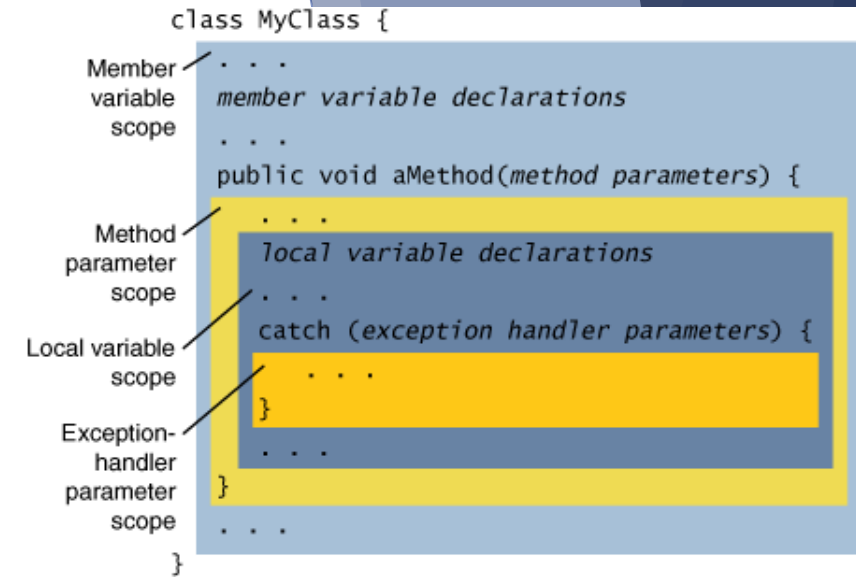 class MyClass {
. . .
Member
variable
scope
member variable declarations
. . .
public void aMethod(method parameters) {
. . .
Method
parameter
scope
local variable declarations
. . .
catch (exception handler parameters) {
Local variable
scope
. . .
}
Exception-
handler
parameter
scope
. . .
}
. . .
}